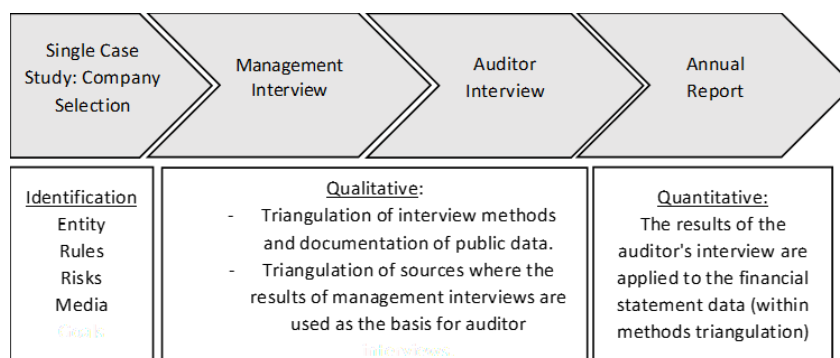 Single Case
Study: Company
Selection
Management
Interview
Auditor
Interview
Annual
Report
Identification
Entity
Rules
Risks
Media
Goals
Qualitative:
- Triangulation of interview methods
and documentation of public data.
- Triangulation of sources where the
results of management interviews are
used as the basis for auditor
interviews
Quantitative:
The results of the
auditor's interview are
applied to the financial
statement data (within
methods triangulation)